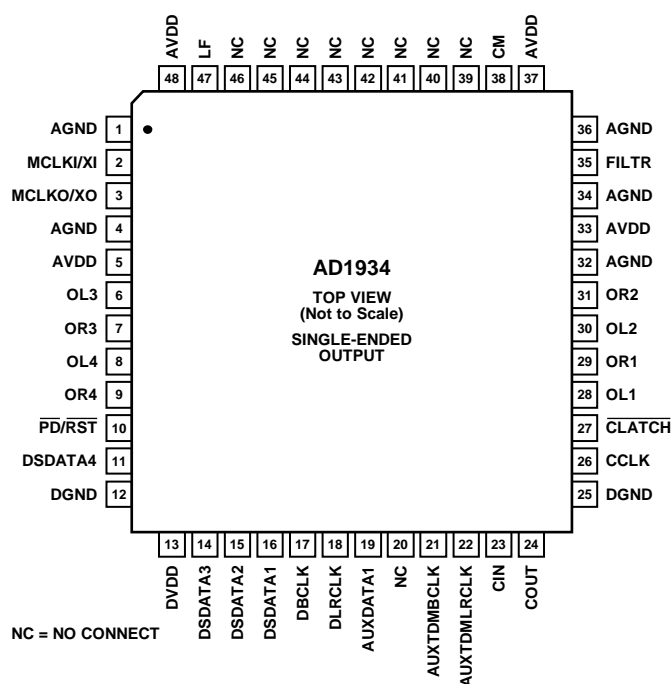 AVDD
LF
NC
NC
NC
NC
NC
NC
NC
NC
CM
AVDD
48
47
46
45
44
43
42
41
40
39
38
37
AGND 1
MCLKI/XI 2
MCLKO/XO 3
AGND 4
AVDD 5
OL3 6
OR3 7
OL4 8
OR4 9
PD/RST 10
DSDATA4 11
DGND 12
AD1934
TOP VIEW
(Not to Scale)
SINGLE-ENDED
OUTPUT
36 AGND
35 FILTR
34 AGND
33 AVDD
32 AGND
31 OR2
30 OL2
29 OR1
28 OL1
27 CLATCH
26 CCLK
25 DGND
13
14
15
16
17
18
19
20
21
22
23
24
DVDD
DSDATA3
DSDATA2
DSDATA1
DBCLK
DLRCLK
AUXDATA1
NC
AUXTDMBCLK
AUXTDMLRCLK
CIN
COUT
NC = NO CONNECT